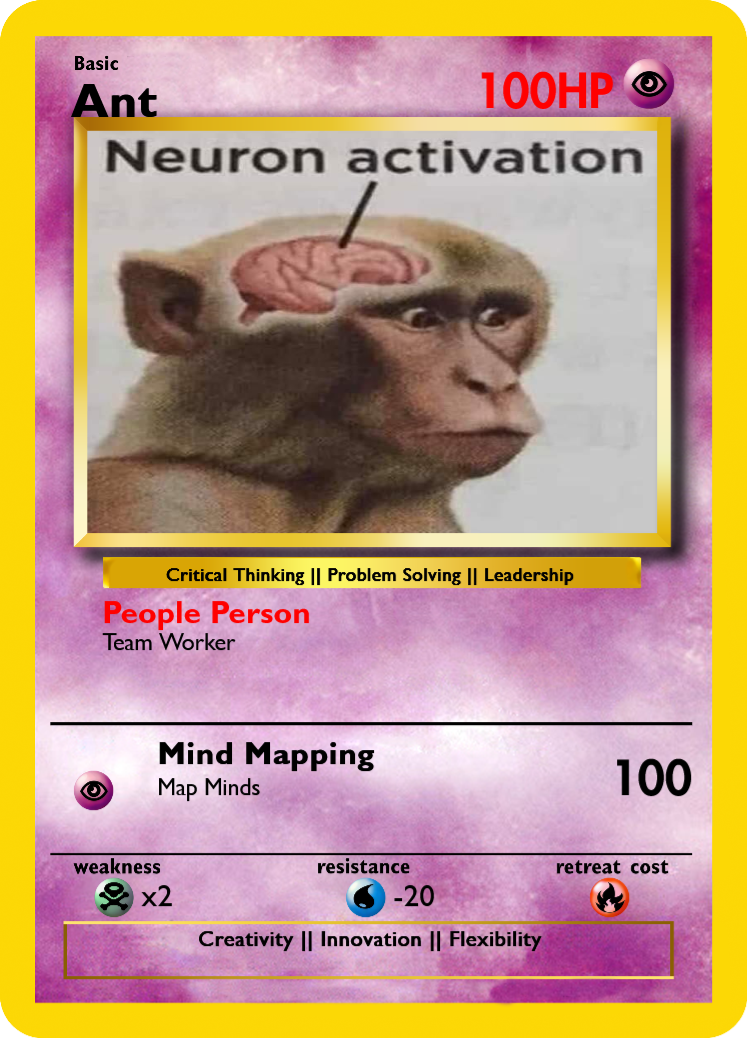 Basic
Ant
100HP
Neuron activation
Critical Thinking || Problem Solving || Leadership
People Person
Team Worker
Mind Mapping
Map Minds
100
weakness
resistance
retreat cost
x2
-20
Creativity || Innovation || Flexibility